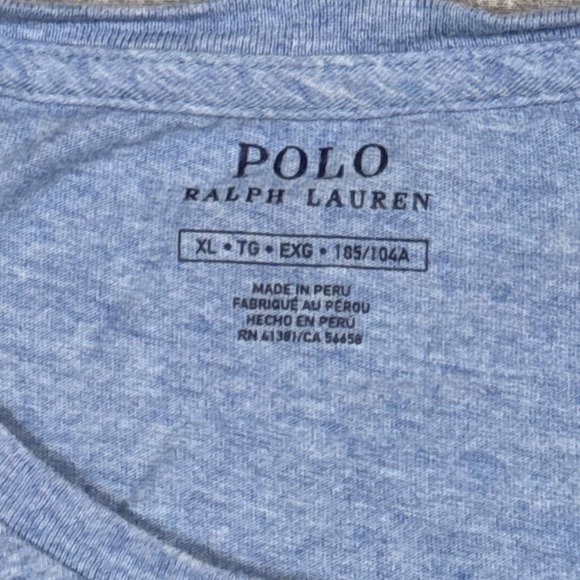 POLO
RALPH LAUREN
XL • TG • EXG • 185/104A
MADE IN PERU
FABRIQUÉ AU PÉROU
HECHO EN PERÚ
RN 41381/CA 56658